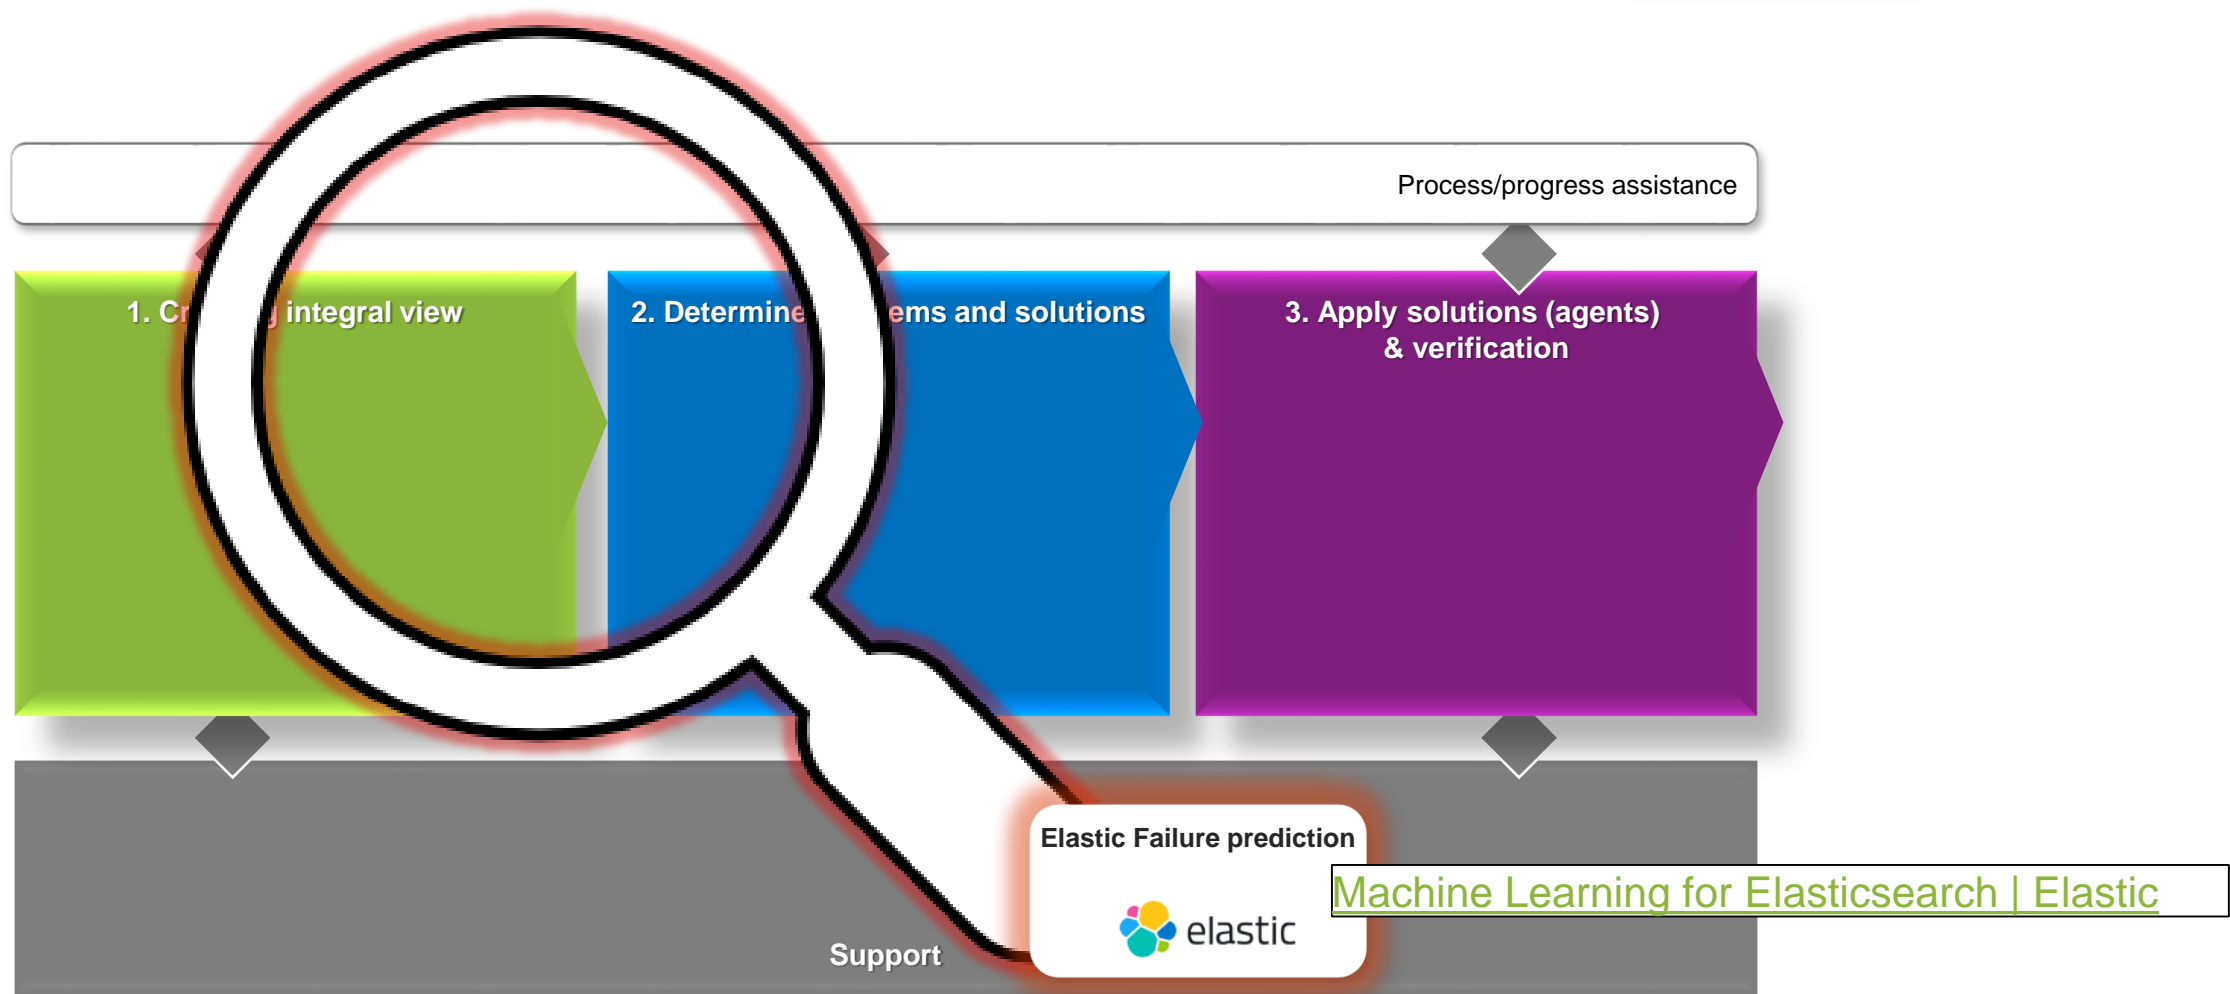 Process/progress assistance
1. Cr g integral view
2. Determine ems and solutions
3. Apply solutions (agents)
& verification
Elastic Failure prediction
Machine Learning for Elasticsearch | Elastic
elastic
Support